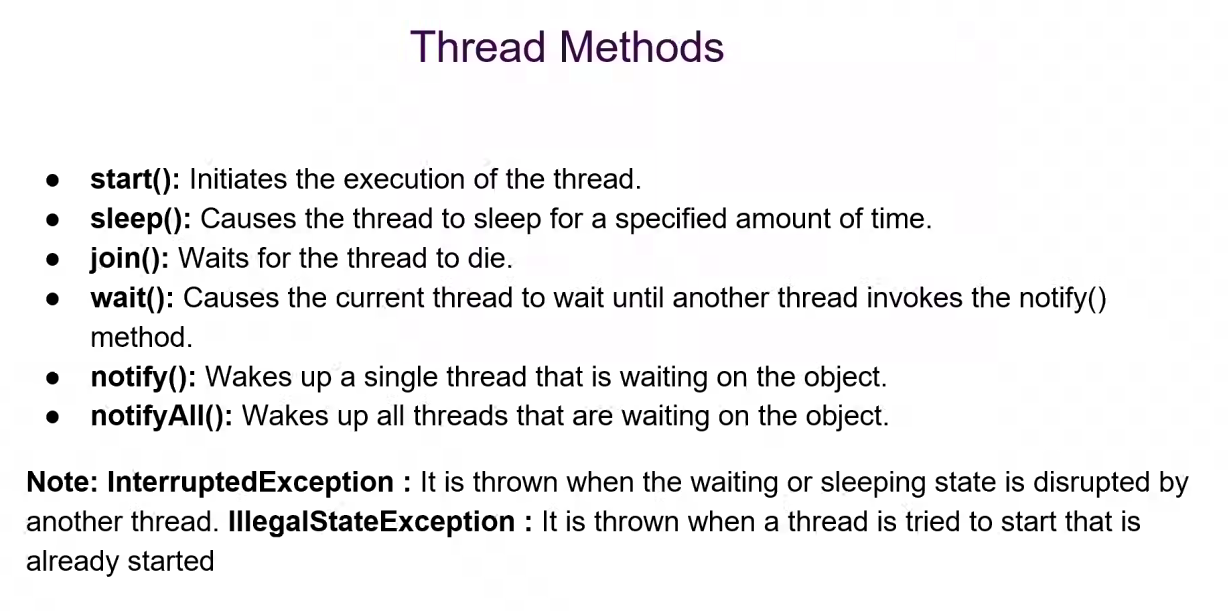 Thread Methods
● start(): Initiates the execution of the thread.
● sleep(): Causes the thread to sleep for a specified amount of time.
● join(): Waits for the thread to die.
● wait(): Causes the current thread to wait until another thread invokes the notify()
method.
● notify(): Wakes up a single thread that is waiting on the object.
● notifyAll(): Wakes up all threads that are waiting on the object.
Note: InterruptedException : It is thrown when the waiting or sleeping state is disrupted by
another thread. IllegalStateException : It is thrown when a thread is tried to start that is
already started